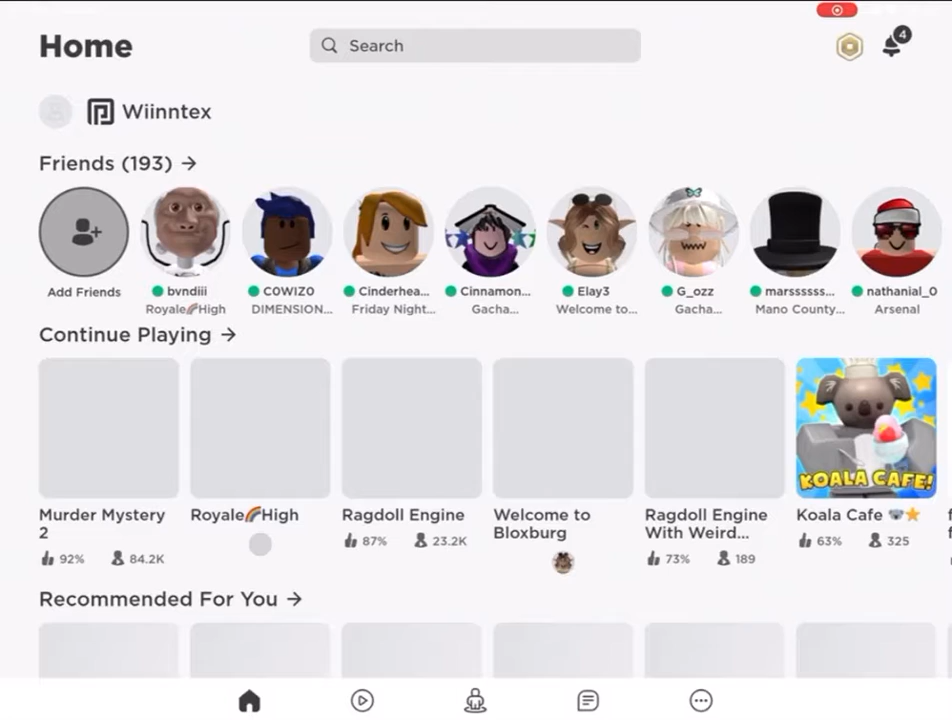 Home
Search
4
Wiinntex
Friends (193) →
Add Friends
bvndiii
Royale🌈High
C0WIZ0
DIMENSION...
Cinderhea...
Friday Night...
Cinnamon...
Gacha...
Elay3
Welcome to...
G_ozz
Gacha...
marssssss...
Mano County...
nathanial_0
Arsenal
Continue Playing →
KOALA CAFE!
Murder Mystery
2
92% 84.2K
Royale🌈High
Ragdoll Engine
87% 23.2K
Welcome to
Bloxburg
Ragdoll Engine
With Weird...
73% 189
Koala Cafe 🐨⭐
63% 325
Recommended For You →